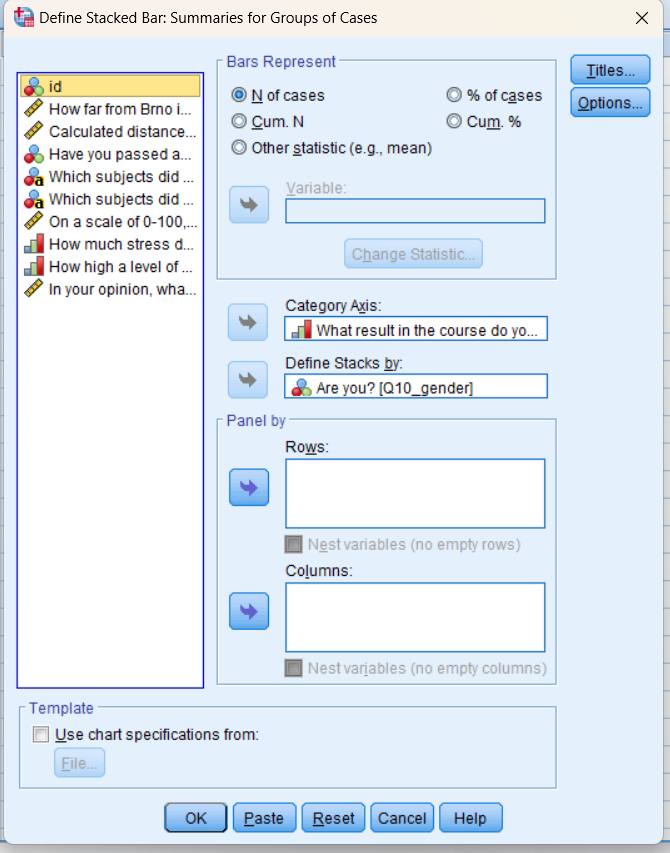 Define Stacked Bar: Summaries for Groups of Cases
id
How far from Brno i...
Calculated distance...
Have you passed a...
Which subjects did ...
Which subjects did ...
On a scale of 0-100,...
How much stress d...
How high a level of ...
In your opinion, wha...
Bars Represent
N of cases
% of cases
Cum. N
Cum. %
Other statistic (e.g., mean)
Variable:
Change Statistic...
Category Axis:
What result in the course do yo...
Define Stacks by:
Are you? [Q10_gender]
Panel by
Rows:
Nest variables (no empty rows)
Columns:
Nest variables (no empty columns)
Titles...
Options...
Template
Use chart specifications from:
File...
OK Paste Reset Cancel Help